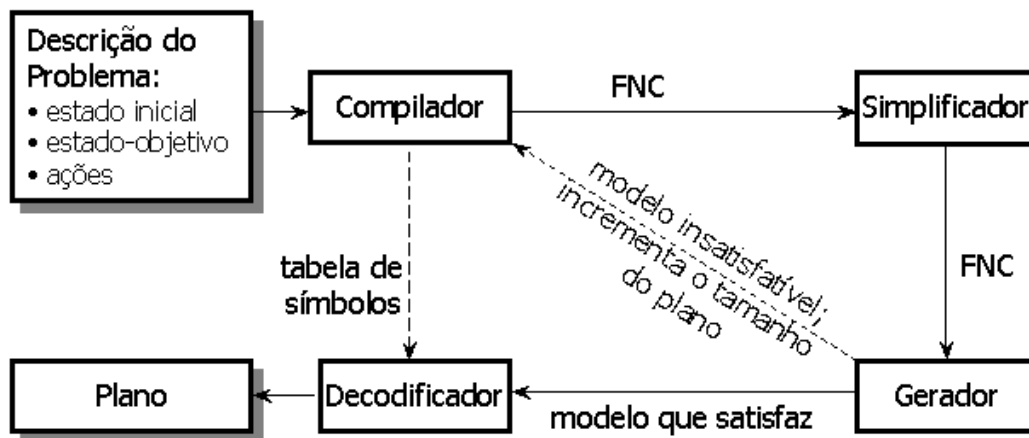 Descrição do
Problema:
• estado inicial
• estado-objetivo
• ações
Compilador
FNC
Simplificador
modelo insatisfatível;
incrementa o tamanho
do plano
tabela de
símbolos
FNC
Plano
Decodificador
modelo que satisfaz
Gerador